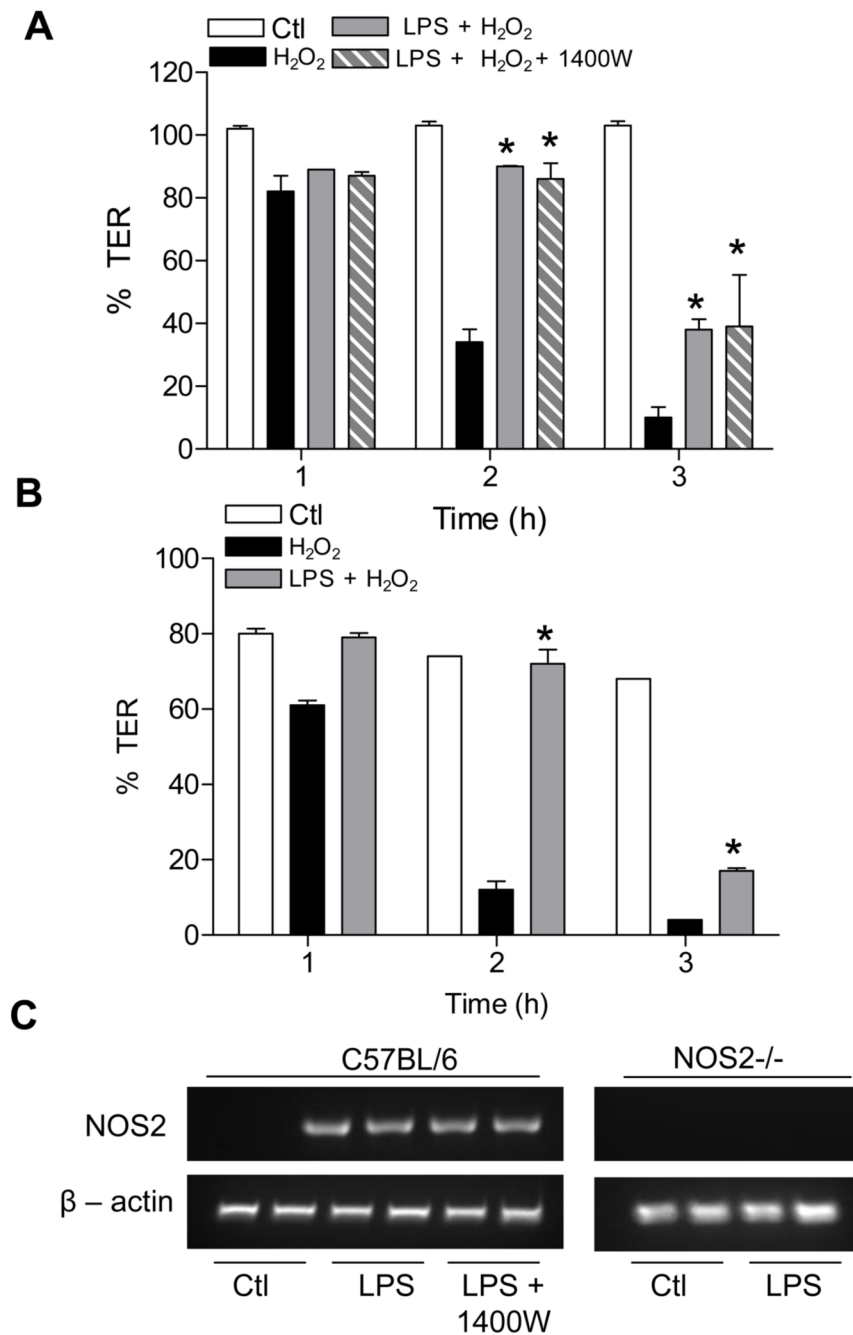 A
Ctl LPS + H₂O₂
H₂O₂ LPS + H₂O₂ + 1400W
120
100
80
60
40
20
0
% TER
* *
* *
1 2 3
Time (h)
B
Ctl
H₂O₂
LPS + H₂O₂
100
80
60
40
20
0
% TER
*
*
1 2 3
Time (h)
C
C57BL/6 NOS2-/-
NOS2
β – actin
Ctl LPS LPS + Ctl LPS
1400W